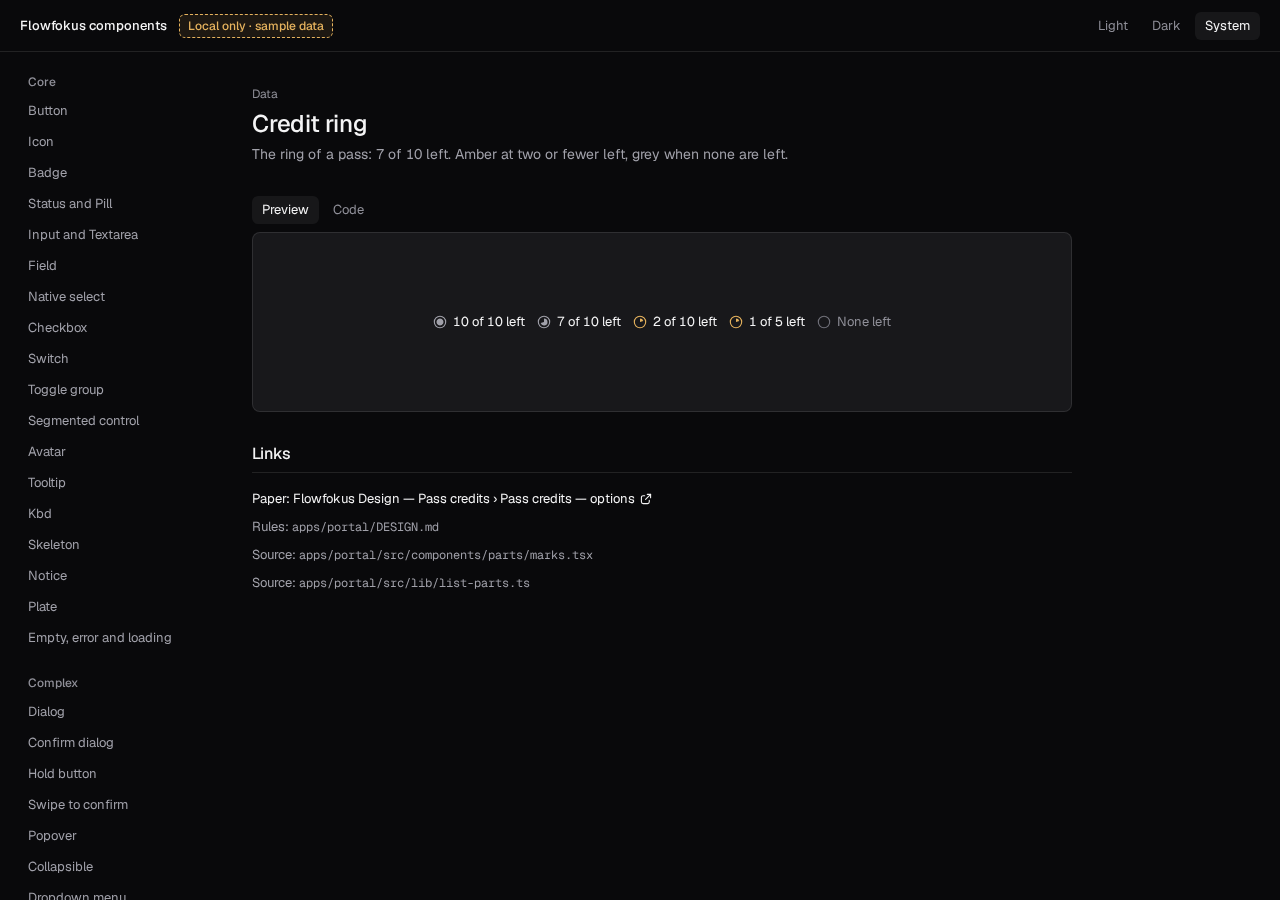 Flowfokus components
Local only · sample data
Light
Dark
System
Core
Button
Icon
Badge
Status and Pill
Input and Textarea
Field
Native select
Checkbox
Switch
Toggle group
Segmented control
Avatar
Tooltip
Kbd
Skeleton
Notice
Plate
Empty, error and loading
Complex
Dialog
Confirm dialog
Hold button
Swipe to confirm
Popover
Collapsible
Dropdown menu
Data
Credit ring
The ring of a pass: 7 of 10 left. Amber at two or fewer left, grey when none are left.
Preview
Code
10 of 10 left
7 of 10 left
2 of 10 left
1 of 5 left
None left
Links
Paper: Flowfokus Design — Pass credits › Pass credits — options
Rules: apps/portal/DESIGN.md
Source: apps/portal/src/components/parts/marks.tsx
Source: apps/portal/src/lib/list-parts.ts